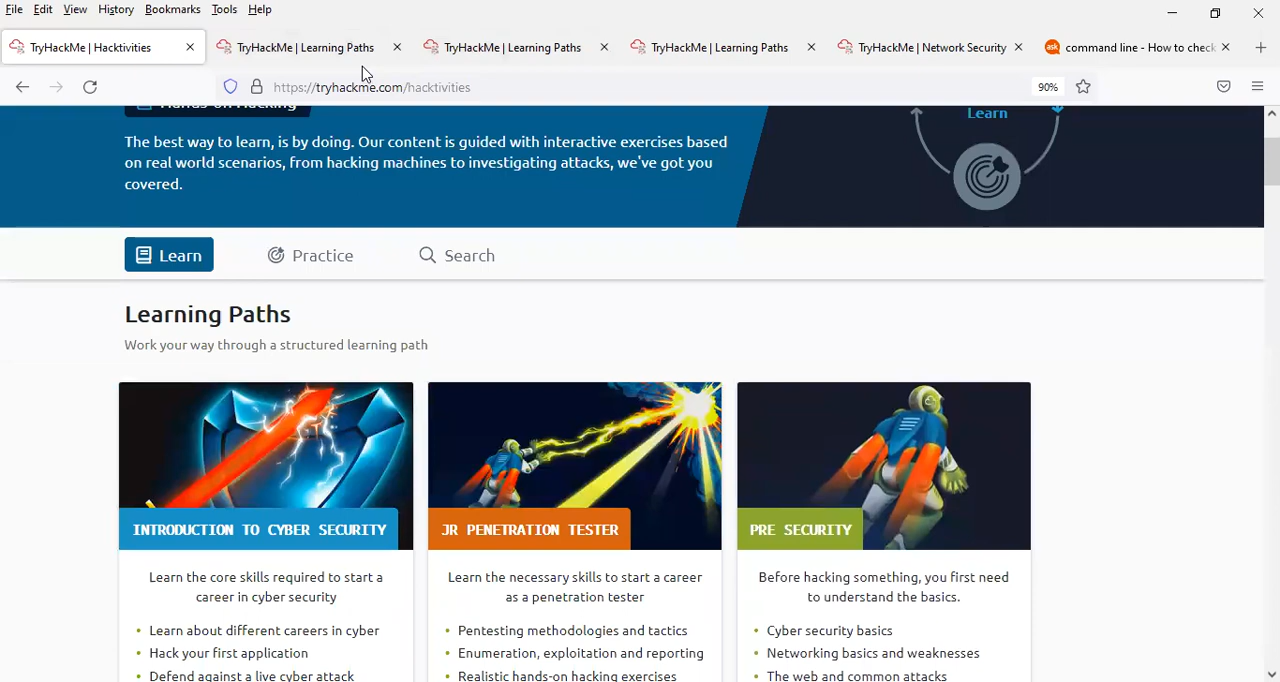 File Edit View History Bookmarks Tools Help
TryHackMe | Hacktivities
TryHackMe | Learning Paths
TryHackMe | Learning Paths
TryHackMe | Learning Paths
TryHackMe | Network Security
ask command line - How to check
https://tryhackme.com/hacktivities
90%
Hands-on Hacking
The best way to learn, is by doing. Our content is guided with interactive exercises based
on real world scenarios, from hacking machines to investigating attacks, we've got you
covered.
Learn
Learn
Practice
Search
Learning Paths
Work your way through a structured learning path
INTRODUCTION TO CYBER SECURITY
Learn the core skills required to start a
career in cyber security
• Learn about different careers in cyber
• Hack your first application
• Defend against a live cyber attack
JR PENETRATION TESTER
Learn the necessary skills to start a career
as a penetration tester
• Pentesting methodologies and tactics
• Enumeration, exploitation and reporting
• Realistic hands-on hacking exercises
PRE SECURITY
Before hacking something, you first need
to understand the basics.
• Cyber security basics
• Networking basics and weaknesses
• The web and common attacks